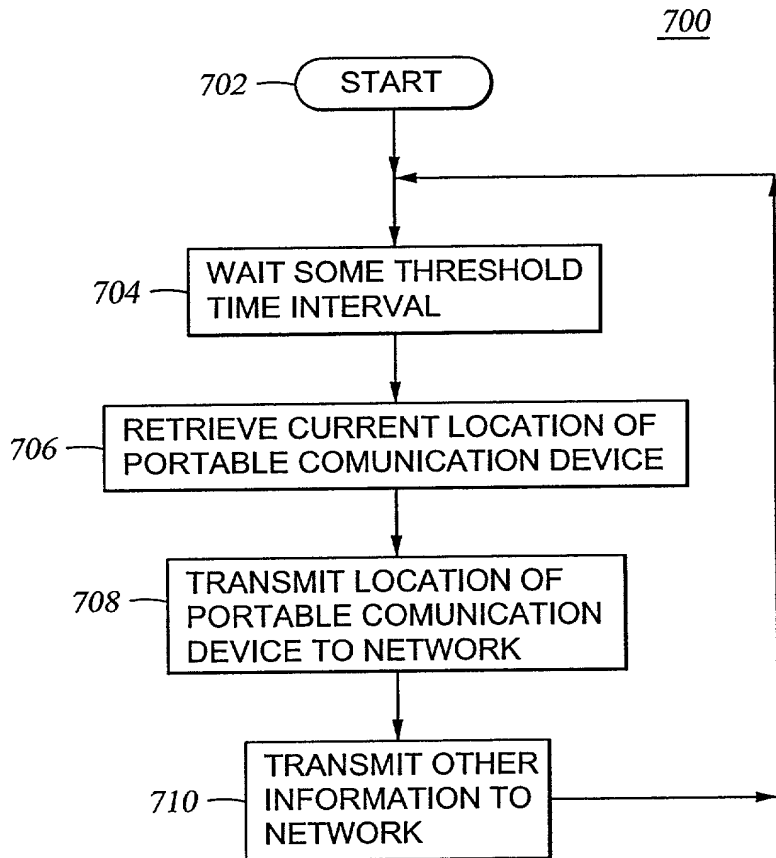 700
702
START
704
WAIT SOME THRESHOLD
TIME INTERVAL
706
RETRIEVE CURRENT LOCATION OF
PORTABLE COMUNICATION DEVICE
708
TRANSMIT LOCATION OF
PORTABLE COMUNICATION
DEVICE TO NETWORK
710
TRANSMIT OTHER
INFORMATION TO
NETWORK